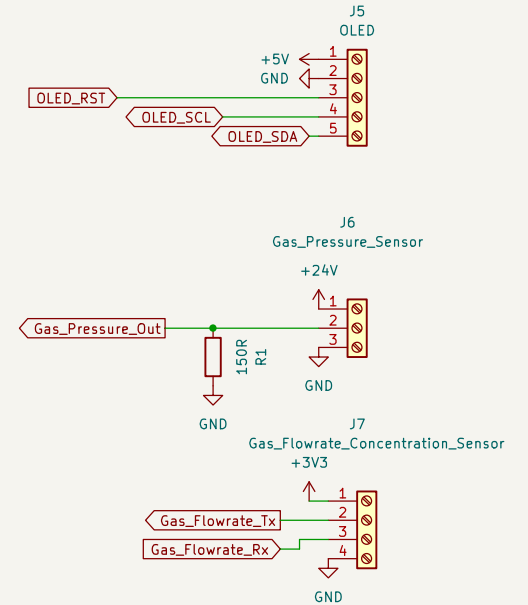 J5
OLED
+5V 1
GND 2
OLED_RST 3
OLED_SCL 4
OLED_SDA 5
J6
Gas_Pressure_Sensor
+24V
1
Gas_Pressure_Out 2
3
150R
R1
GND
GND
J7
Gas_Flowrate_Concentration_Sensor
+3V3
1
Gas_Flowrate_Tx 2
Gas_Flowrate_Rx 3
4
GND